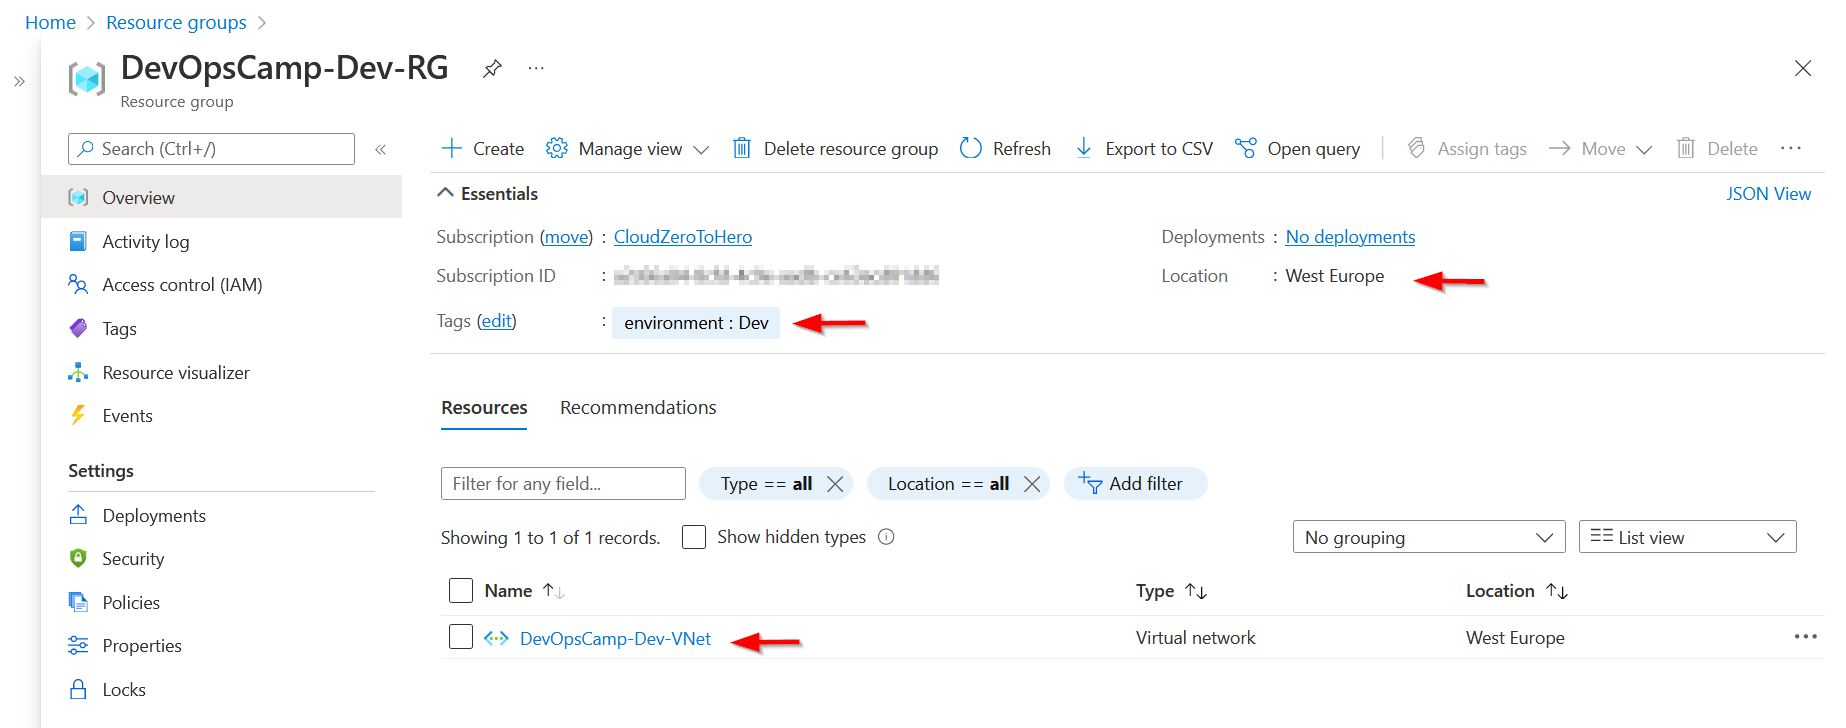 Home > Resource groups >
DevOpsCamp-Dev-RG
Resource group
Search (Ctrl+/)
Overview
Activity log
Access control (IAM)
Tags
Resource visualizer
Events
Settings
Deployments
Security
Policies
Properties
Locks
Create Manage view Delete resource group Refresh Export to CSV Open query Assign tags Move Delete
Essentials JSON View
Subscription (move) : CloudZeroToHero Deployments : No deployments
Subscription ID : Location : West Europe
Tags (edit) : environment : Dev
Resources Recommendations
Filter for any field... Type == all Location == all Add filter
Showing 1 to 1 of 1 records. Show hidden types No grouping List view
Name Type Location
DevOpsCamp-Dev-VNet Virtual network West Europe